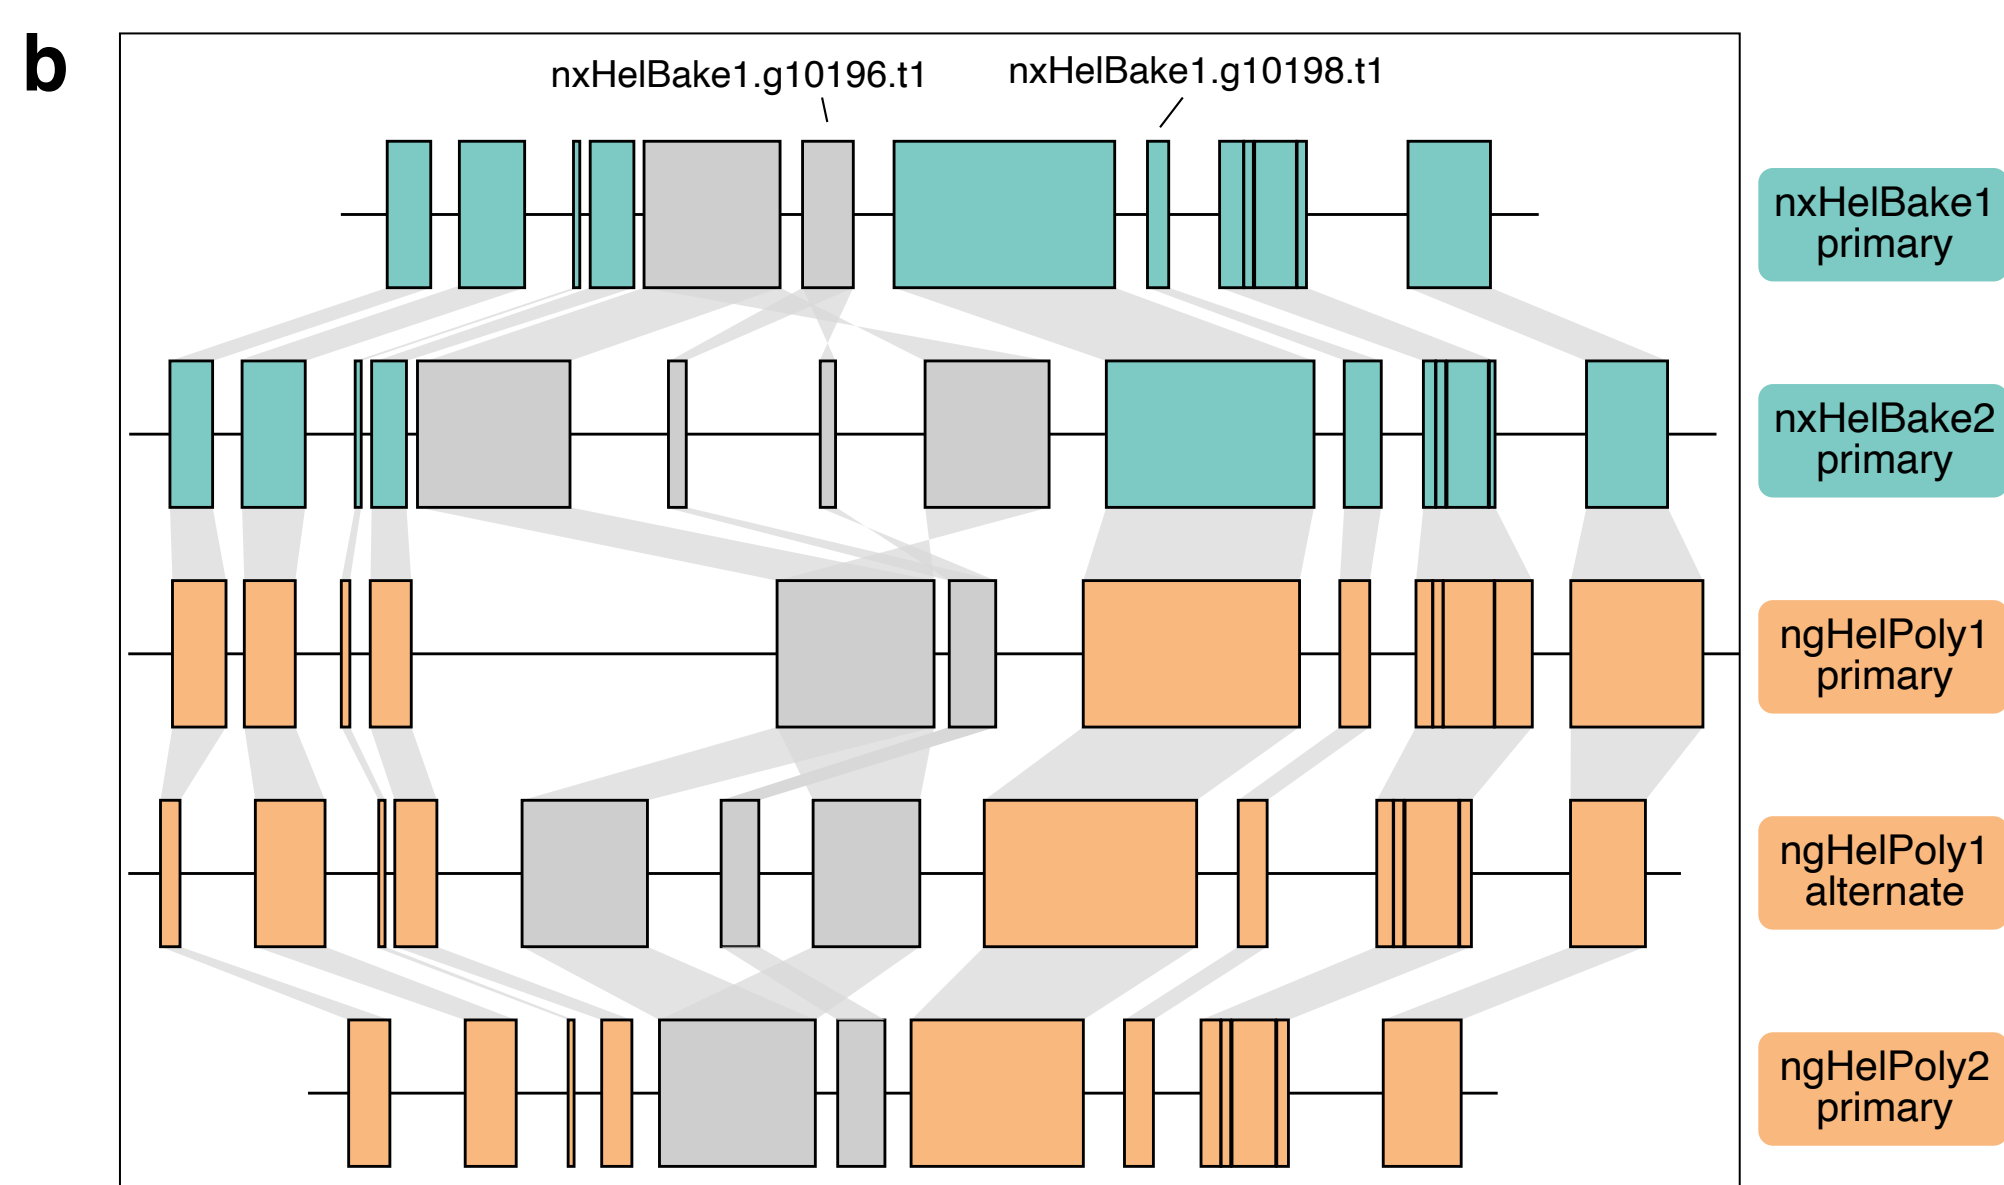 b
nxHelBake1.g10196.t1
nxHelBake1.g10198.t1
nxHelBake1
primary
nxHelBake2
primary
ngHelPoly1
primary
ngHelPoly1
alternate
ngHelPoly2
primary